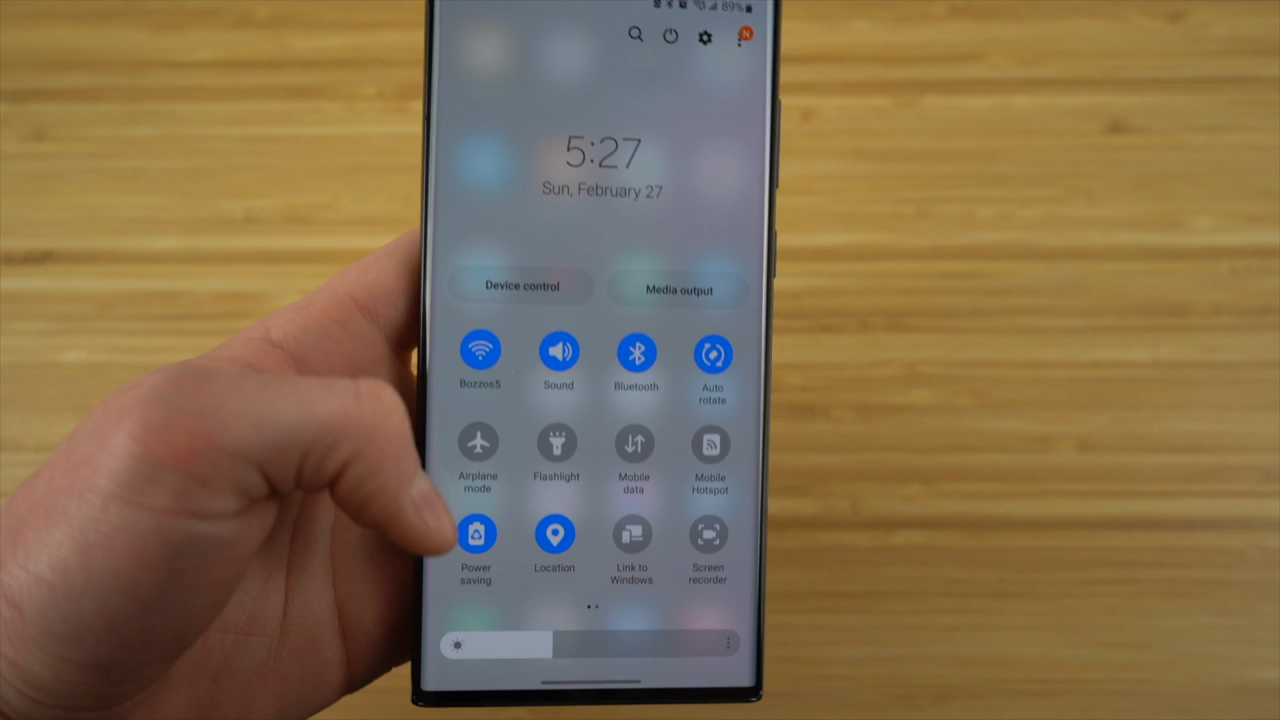 89%
N
5:27
Sun, February 27
Device control
Media output
Bozzos5
Sound
Bluetooth
Auto
rotate
Airplane
mode
Flashlight
Mobile
data
Mobile
Hotspot
Power
saving
Location
Link to
Windows
Screen
recorder